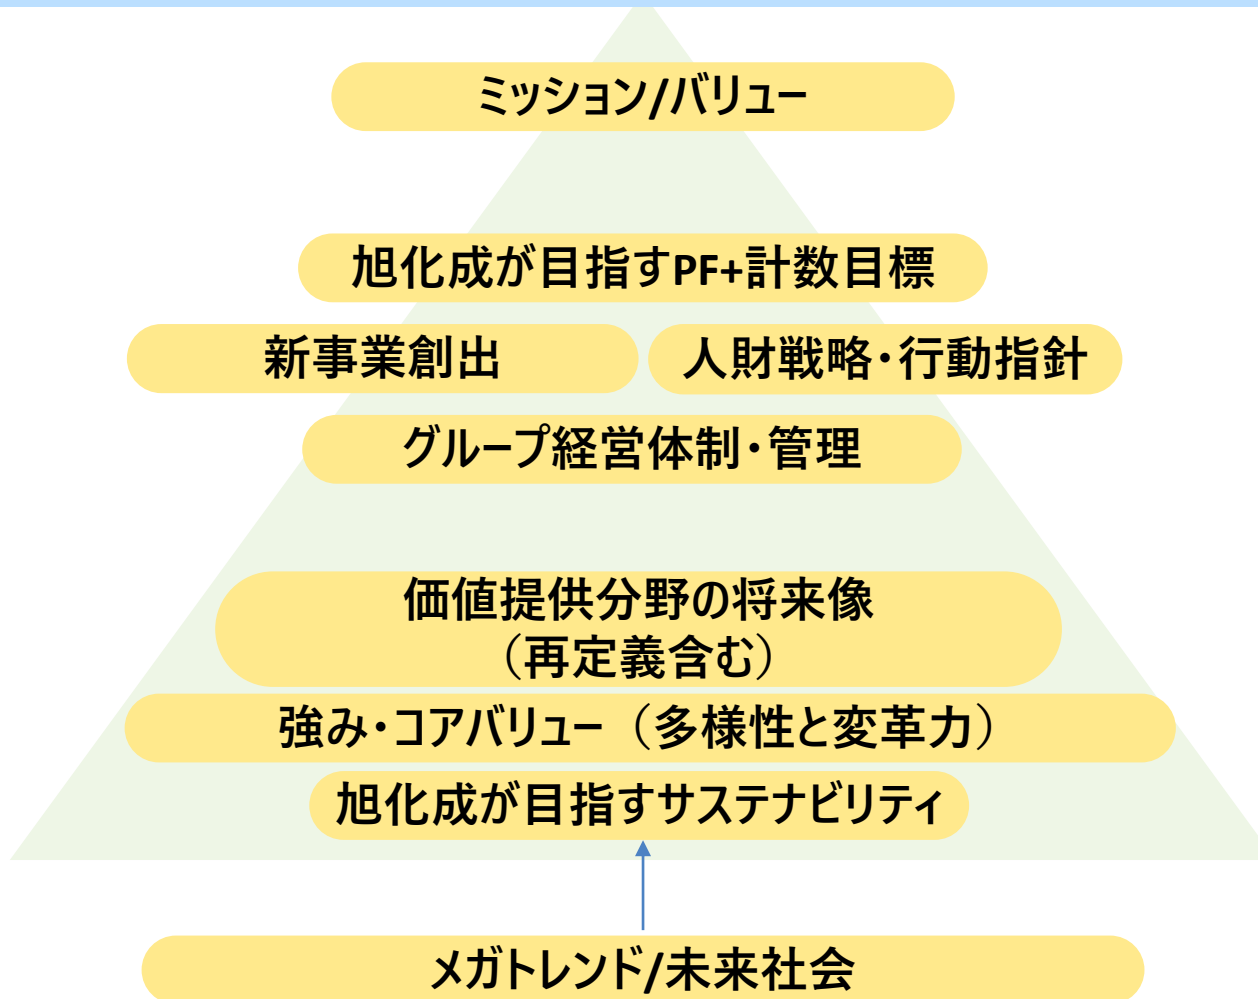 ミッション/バリュー
旭化成が目指すPF+計数目標
新事業創出
人財戦略・行動指針
グループ経営体制・管理
価値提供分野の将来像
（再定義含む）
強み・コアバリュー（多様性と変革力）
旭化成が目指すサステナビリティ
メガトレンド/未来社会